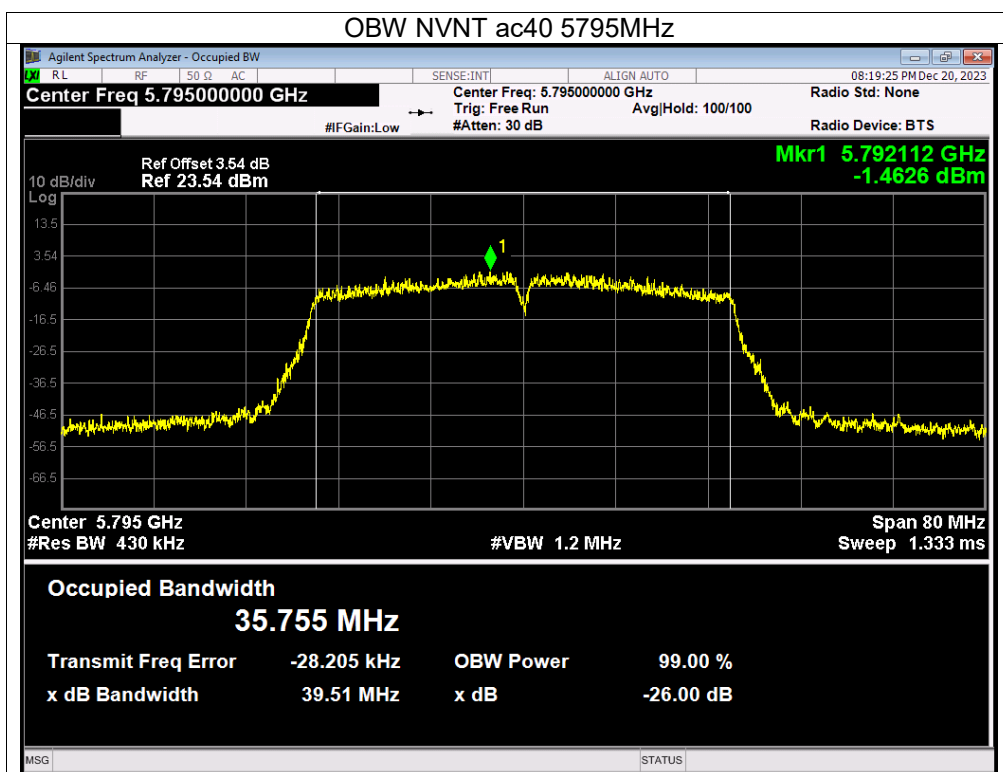 OBW NVNT ac40 5795MHz
Agilent Spectrum Analyzer - Occupied BW
LXI RL RF 50 Ω AC SENSE:INT ALIGN AUTO 08:19:25 PM Dec 20, 2023
Center Freq 5.795000000 GHz Center Freq: 5.795000000 GHz Radio Std: None
Trig: Free Run Avg|Hold: 100/100
#IFGain:Low #Atten: 30 dB Radio Device: BTS
Mkr1 5.792112 GHz
-1.4626 dBm
Ref Offset 3.54 dB
10 dB/div Ref 23.54 dBm
Log
13.5
3.54
-6.46
-16.5
-26.5
-36.5
-46.5
-56.5
-66.5
1
Center 5.795 GHz Span 80 MHz
#Res BW 430 kHz #VBW 1.2 MHz Sweep 1.333 ms
Occupied Bandwidth
35.755 MHz
Transmit Freq Error -28.205 kHz OBW Power 99.00 %
x dB Bandwidth 39.51 MHz x dB -26.00 dB
MSG STATUS